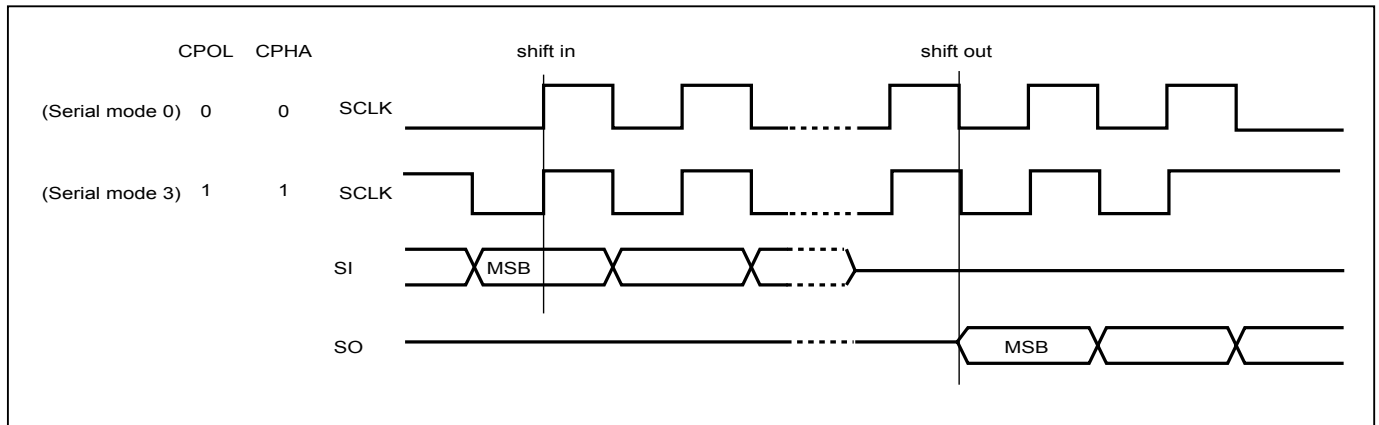 CPOL CPHA shift in shift out
(Serial mode 0) 0 0 SCLK
(Serial mode 3) 1 1 SCLK
SI MSB
SO MSB